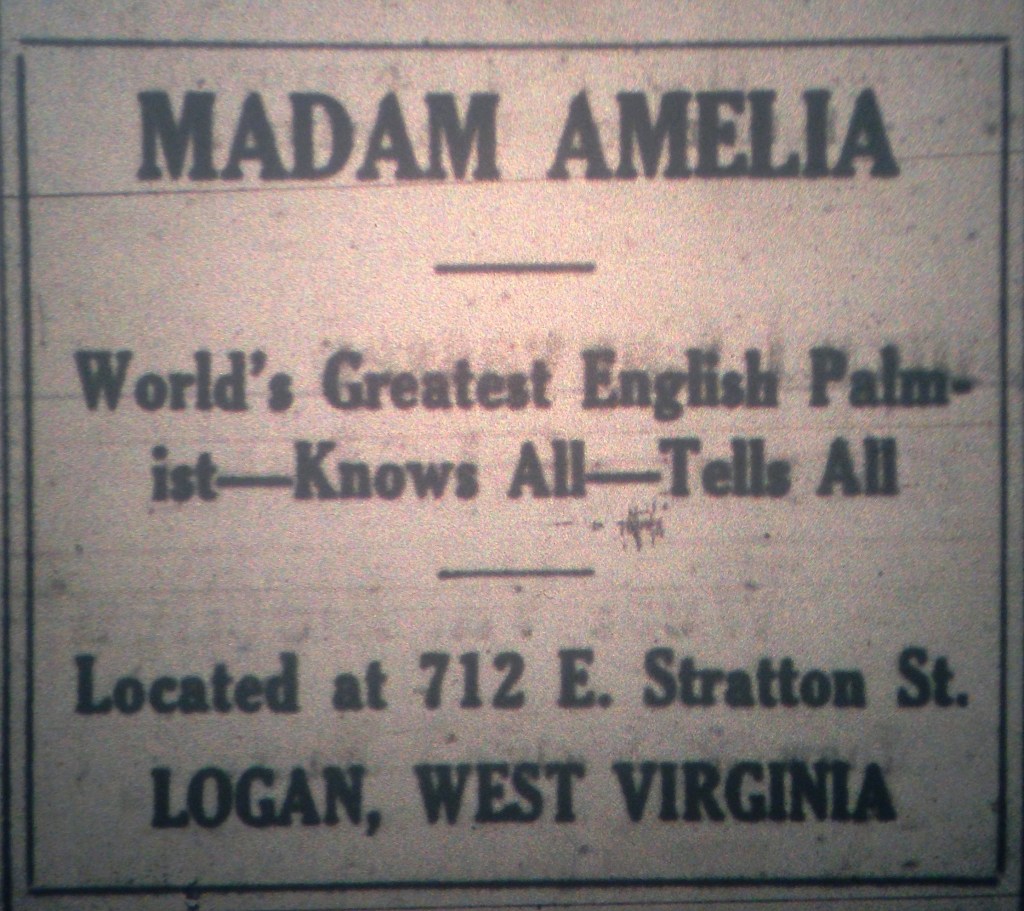 MADAM AMELIA
World's Greatest English Palm-
ist—Knows All—Tells All
Located at 712 E. Stratton St.
LOGAN, WEST VIRGINIA